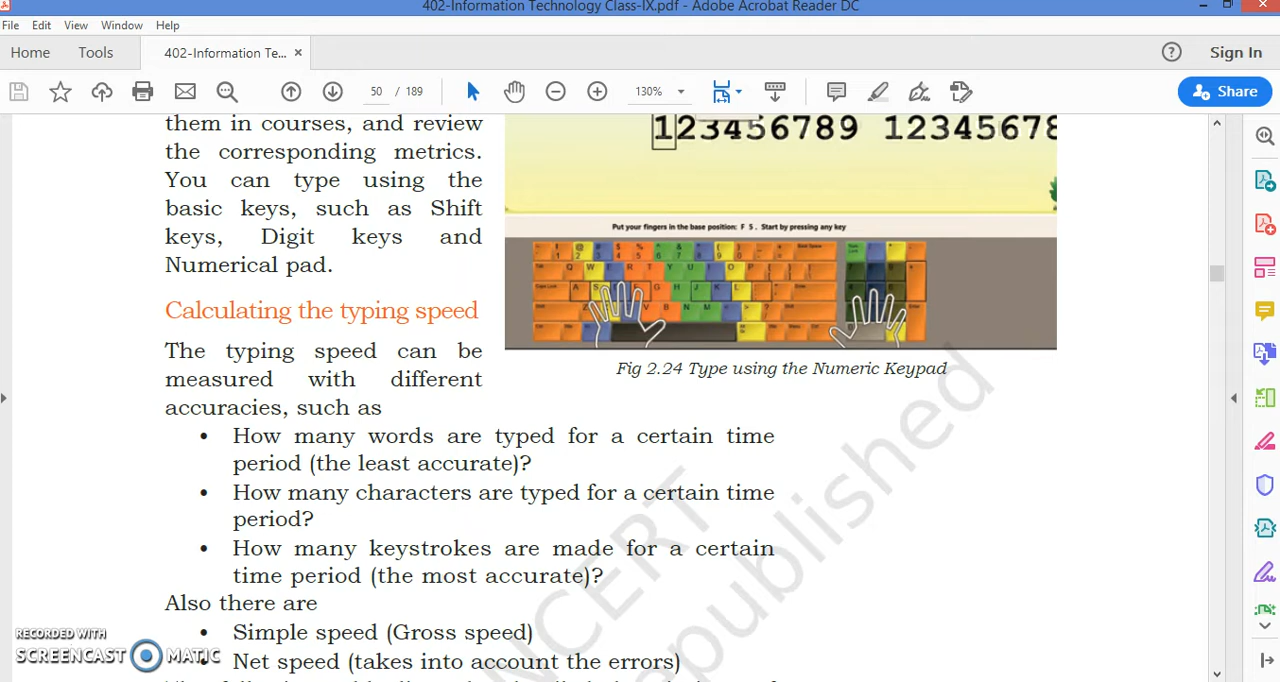 402-Information Technology Class-IX.pdf - Adobe Acrobat Reader DC
File Edit View Window Help
Home Tools 402-Information Te... × Sign In
50 / 189 130% Share
them in courses, and review
the corresponding metrics.
You can type using the
basic keys, such as Shift
keys, Digit keys and
Numerical pad.
123456789 12345678
Put your fingers in the base position: F 5 . Start by pressing any key
Fig 2.24 Type using the Numeric Keypad
Calculating the typing speed
The typing speed can be
measured with different
accuracies, such as
• How many words are typed for a certain time
period (the least accurate)?
• How many characters are typed for a certain time
period?
• How many keystrokes are made for a certain
time period (the most accurate)?
Also there are
• Simple speed (Gross speed)
• Net speed (takes into account the errors)
RECORDED WITH
SCREENCAST MATIC